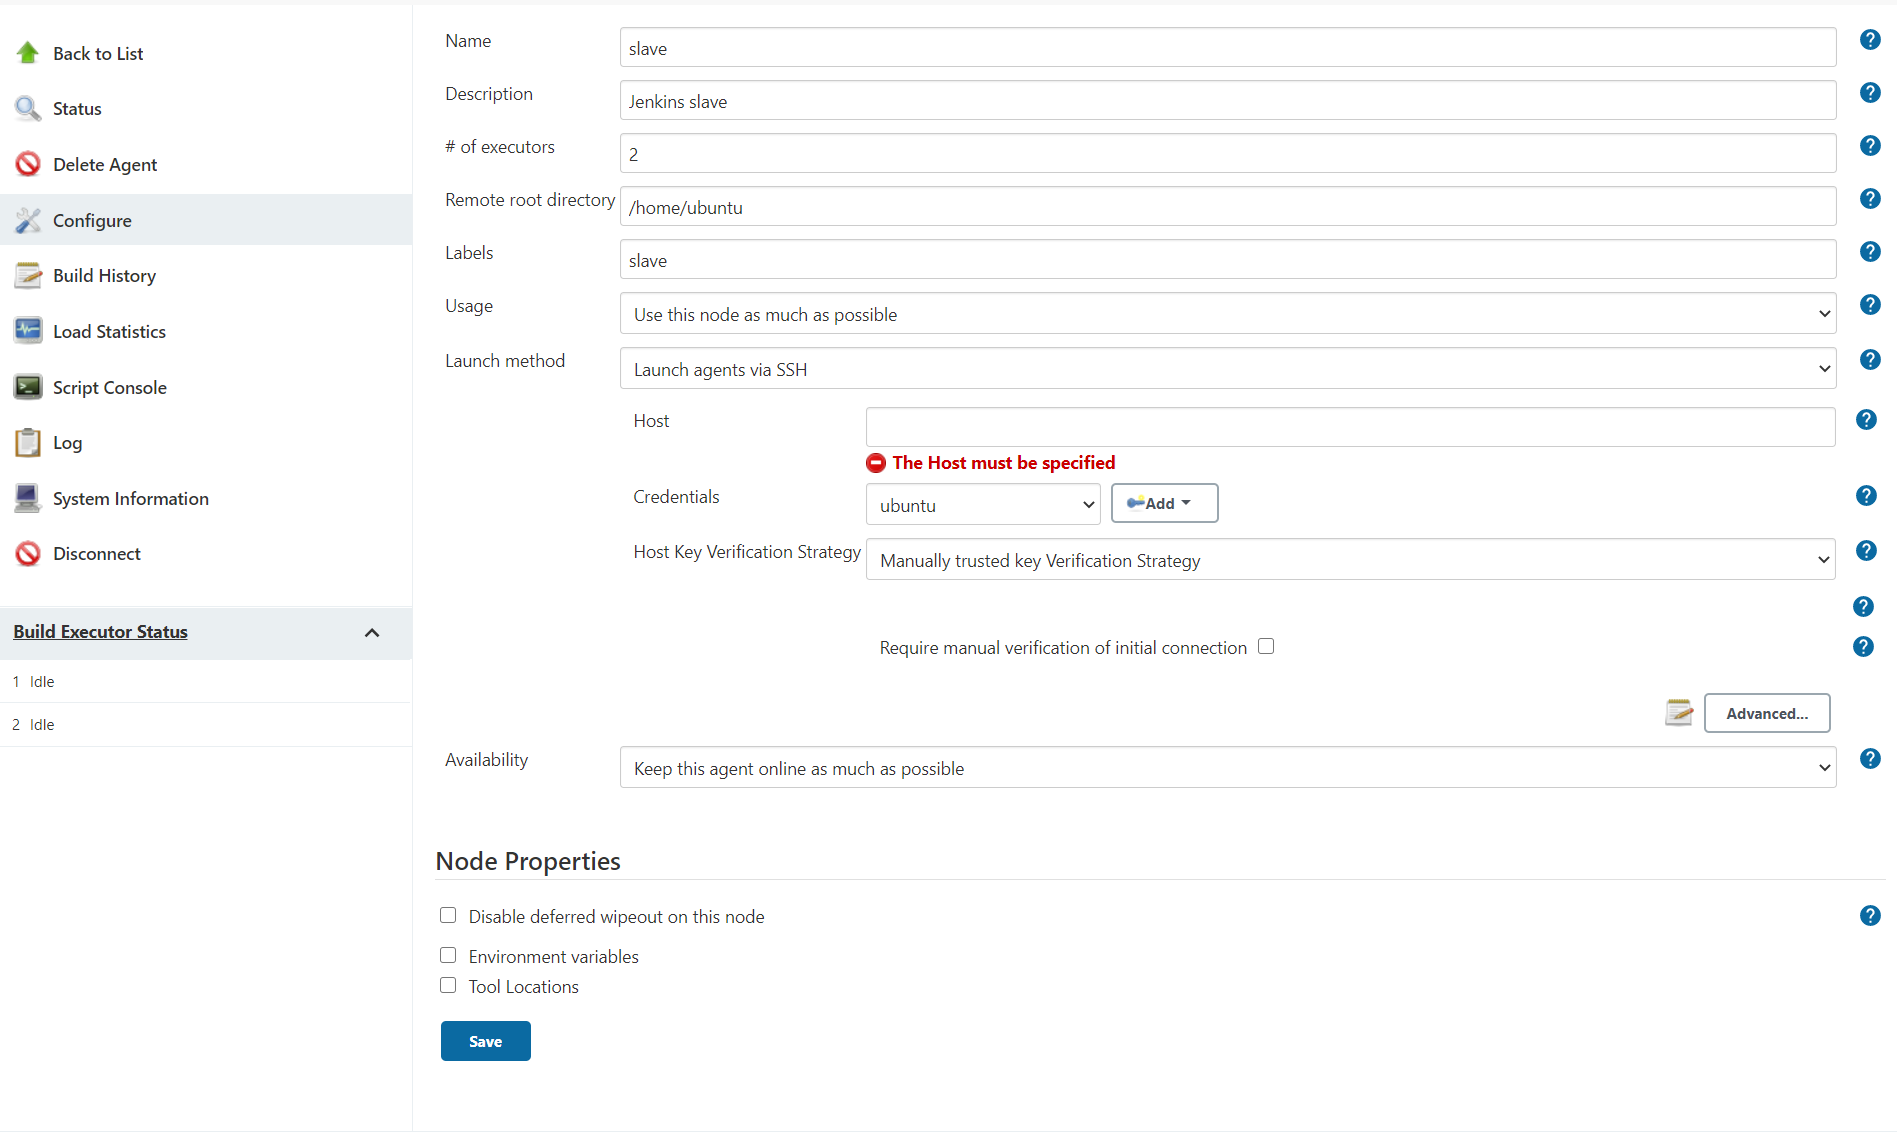 Back to List
Status
Delete Agent
Configure
Build History
Load Statistics
Script Console
Log
System Information
Disconnect
Build Executor Status
1 Idle
2 Idle
Name
slave
Description
Jenkins slave
# of executors
2
Remote root directory
/home/ubuntu
Labels
slave
Usage
Use this node as much as possible
Launch method
Launch agents via SSH
Host
The Host must be specified
Credentials
ubuntu
Add
Host Key Verification Strategy
Manually trusted key Verification Strategy
Require manual verification of initial connection
Advanced...
Availability
Keep this agent online as much as possible
Node Properties
Disable deferred wipeout on this node
Environment variables
Tool Locations
Save